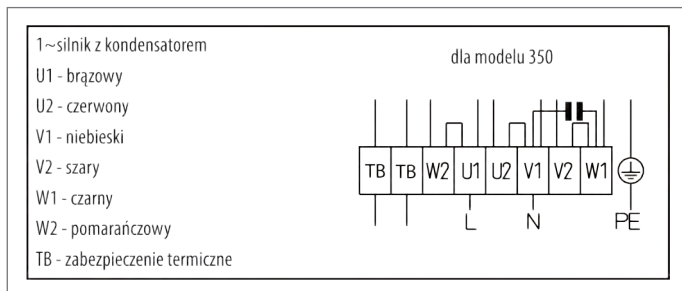 1~silnik z kondensatorem
U1 - brązowy
U2 - czerwony
V1 - niebieski
V2 - szary
W1 - czarny
W2 - pomarańczowy
TB - zabezpieczenie termiczne
dla modelu 350
TB TB W2 U1 U2 V1 V2 W1
L N PE